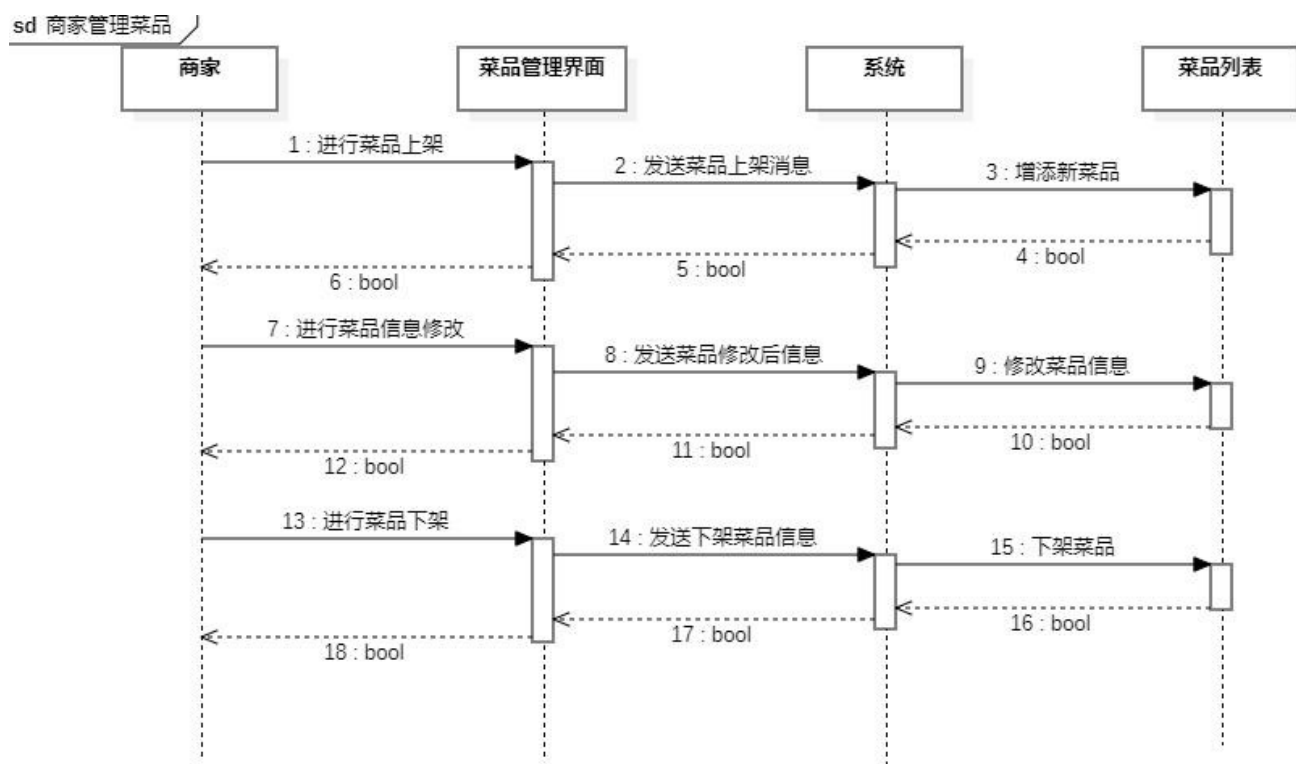 sd 商家管理菜品
商家
菜品管理界面
系统
菜品列表
1 : 进行菜品上架
2 : 发送菜品上架消息
3 : 增添新菜品
4 : bool
5 : bool
6 : bool
7 : 进行菜品信息修改
8 : 发送菜品修改后信息
9 : 修改菜品信息
10 : bool
11 : bool
12 : bool
13 : 进行菜品下架
14 : 发送下架菜品信息
15 : 下架菜品
16 : bool
17 : bool
18 : bool